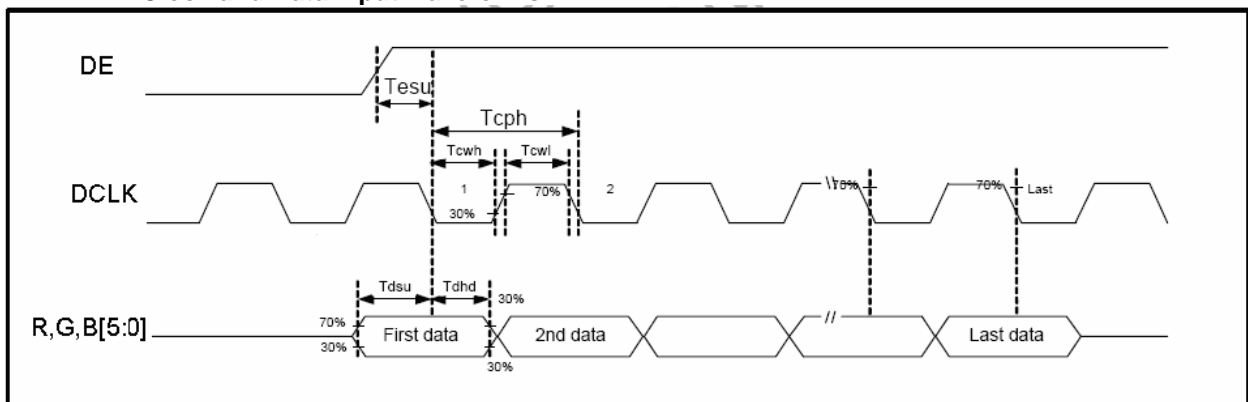 DE
Tesu
Tcph
Tcwh
Tcwl
DCLK
1
70%
2
30%
70%
70%
Last
Tdsu
Tdhd
30%
R,G,B[5:0]
70%
30%
First data
2nd data
//
Last data
30%